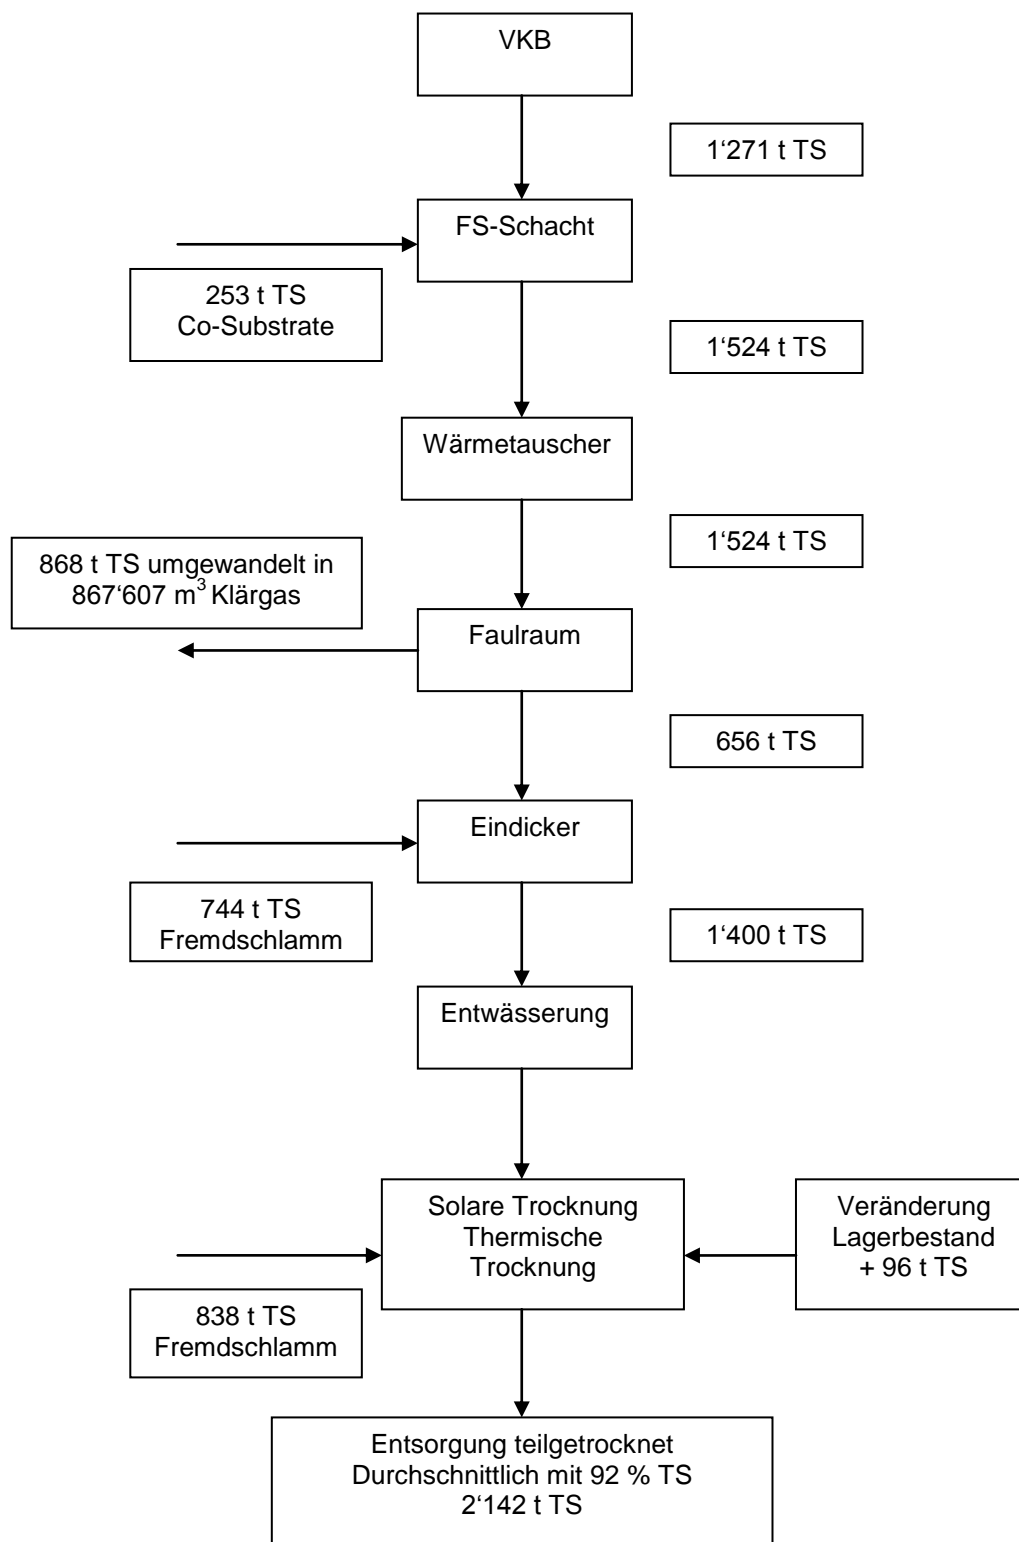 VKB
1‘271 t TS
FS-Schacht
253 t TS
Co-Substrate
1‘524 t TS
Wärmetauscher
1‘524 t TS
868 t TS umgewandelt in
867‘607 m³ Klärgas
Faulraum
656 t TS
Eindicker
744 t TS
Fremdschlamm
1‘400 t TS
Entwässerung
Solare Trocknung
Thermische
Trocknung
Veränderung
Lagerbestand
+ 96 t TS
838 t TS
Fremdschlamm
Entsorgung teilgetrocknet
Durchschnittlich mit 92 % TS
2‘142 t TS